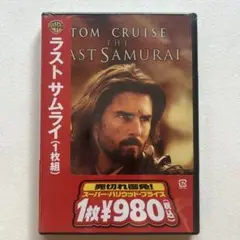 TOM CRUISE
THE
LAST SAMURAI
ラスト サムライ
(1枚組)
売切れ御免!
スーパー・ハリウッド・プライス
1枚¥980